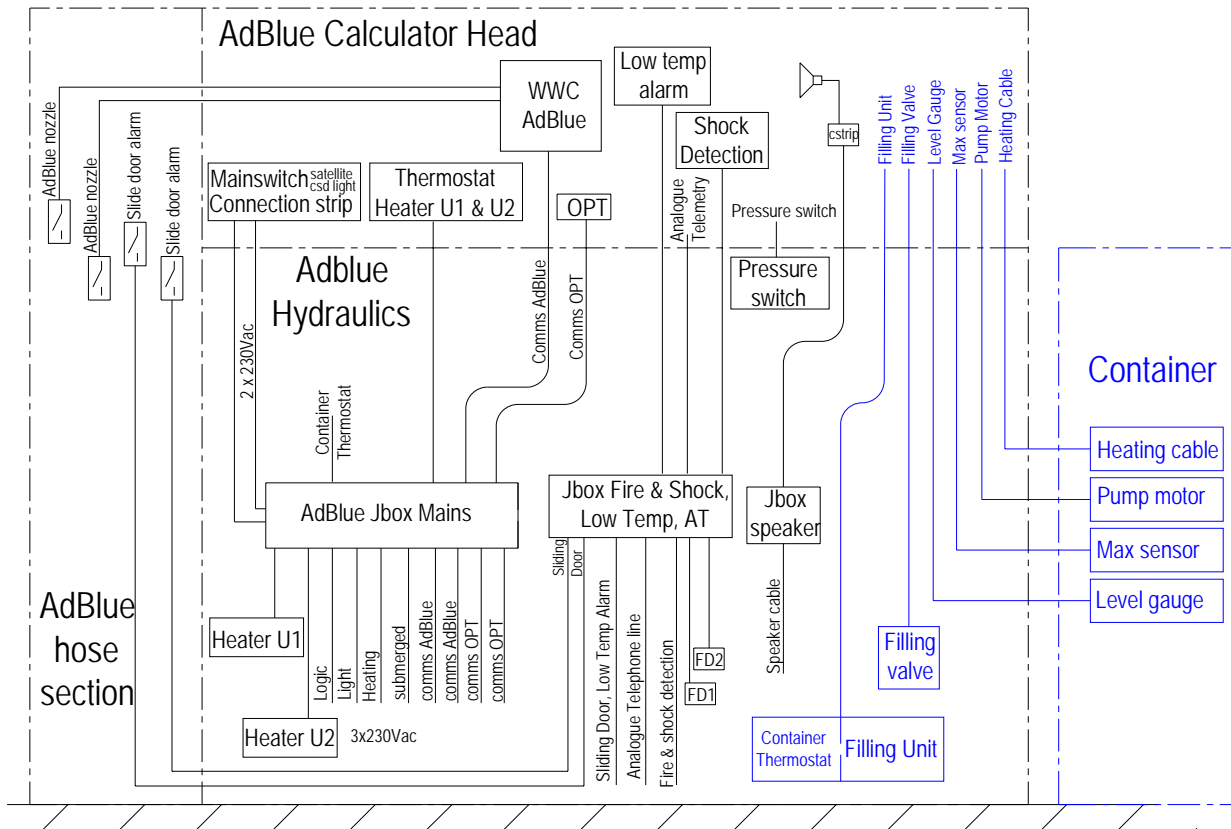 AdBlue Calculator Head
WWC
AdBlue
Low temp
alarm
cstrip
Shock
Detection
Filling Unit
Filling Valve
Level Gauge
Max sensor
Pump Motor
Heating Cable
AdBlue nozzle
AdBlue nozzle
Slide door alarm
Slide door alarm
Mainswitch satellite
csd light
Connection strip
Thermostat
Heater U1 & U2
OPT
Analogue
Telemetry
Pressure switch
Pressure
switch
Adblue
Hydraulics
Comms AdBlue
Comms OPT
2 x 230Vac
Container
Thermostat
Container
Heating cable
Pump motor
Max sensor
Level gauge
AdBlue Jbox Mains
Jbox Fire & Shock,
Low Temp, AT
Jbox
speaker
Sliding
Door
AdBlue
hose
section
Heater U1
Heater U2
3x230Vac
Logic
Light
Heating
submerged
comms AdBlue
comms AdBlue
comms OPT
comms OPT
Sliding Door, Low Temp Alarm
Analogue Telephone line
Fire & shock detection
FD2
FD1
Speaker cable
Filling
valve
Container
Thermostat
Filling Unit